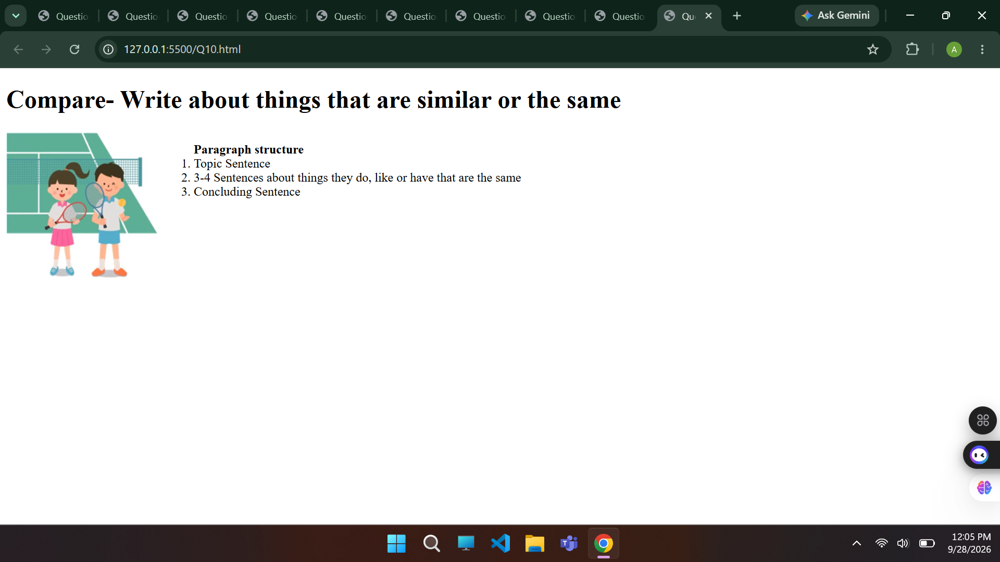 Questio
Questio
Questio
Questio
Questio
Questio
Questio
Questio
Questio
Qu
Ask Gemini
127.0.0.1:5500/Q10.html
A
Compare- Write about things that are similar or the same
Paragraph structure
1. Topic Sentence
2. 3-4 Sentences about things they do, like or have that are the same
3. Concluding Sentence
T
12:05 PM
9/28/2026